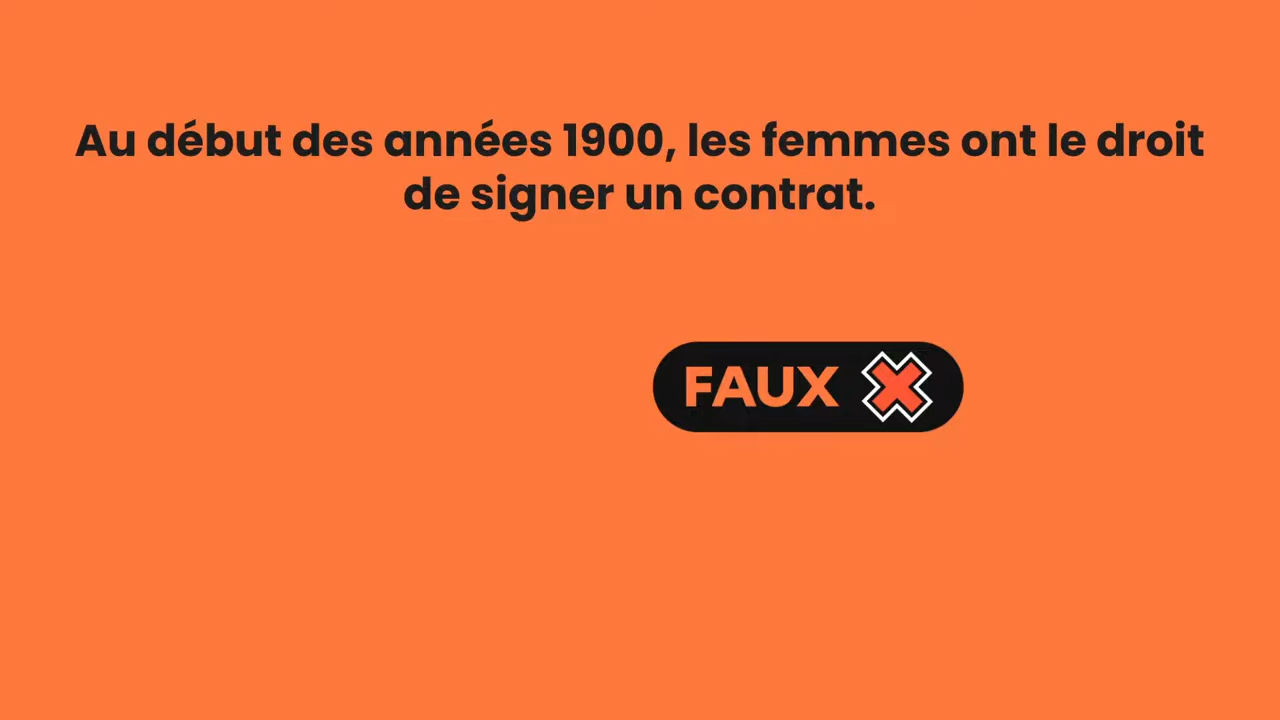 Au début des années 1900, les femmes ont le droit
de signer un contrat.
FAUX